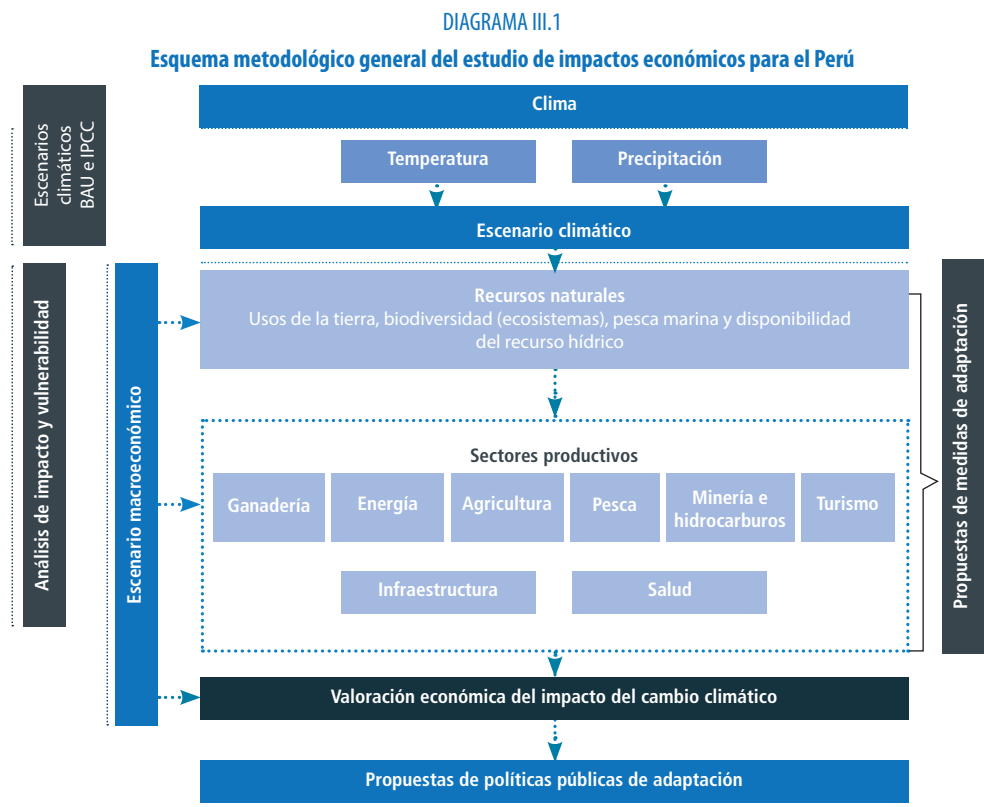 DIAGRAMA III.1
Esquema metodológico general del estudio de impactos económicos para el Perú
Escenarios
climáticos
BAU e IPCC
Clima
Temperatura
Precipitación
Escenario climático
Análisis de impacto y vulnerabilidad
Escenario macroeconómico
Recursos naturales
Usos de la tierra, biodiversidad (ecosistemas), pesca marina y disponibilidad
del recurso hídrico
Sectores productivos
Ganadería
Energía
Agricultura
Pesca
Minería e
hidrocarburos
Turismo
Infraestructura
Salud
Propuestas de medidas de adaptación
Valoración económica del impacto del cambio climático
Propuestas de políticas públicas de adaptación